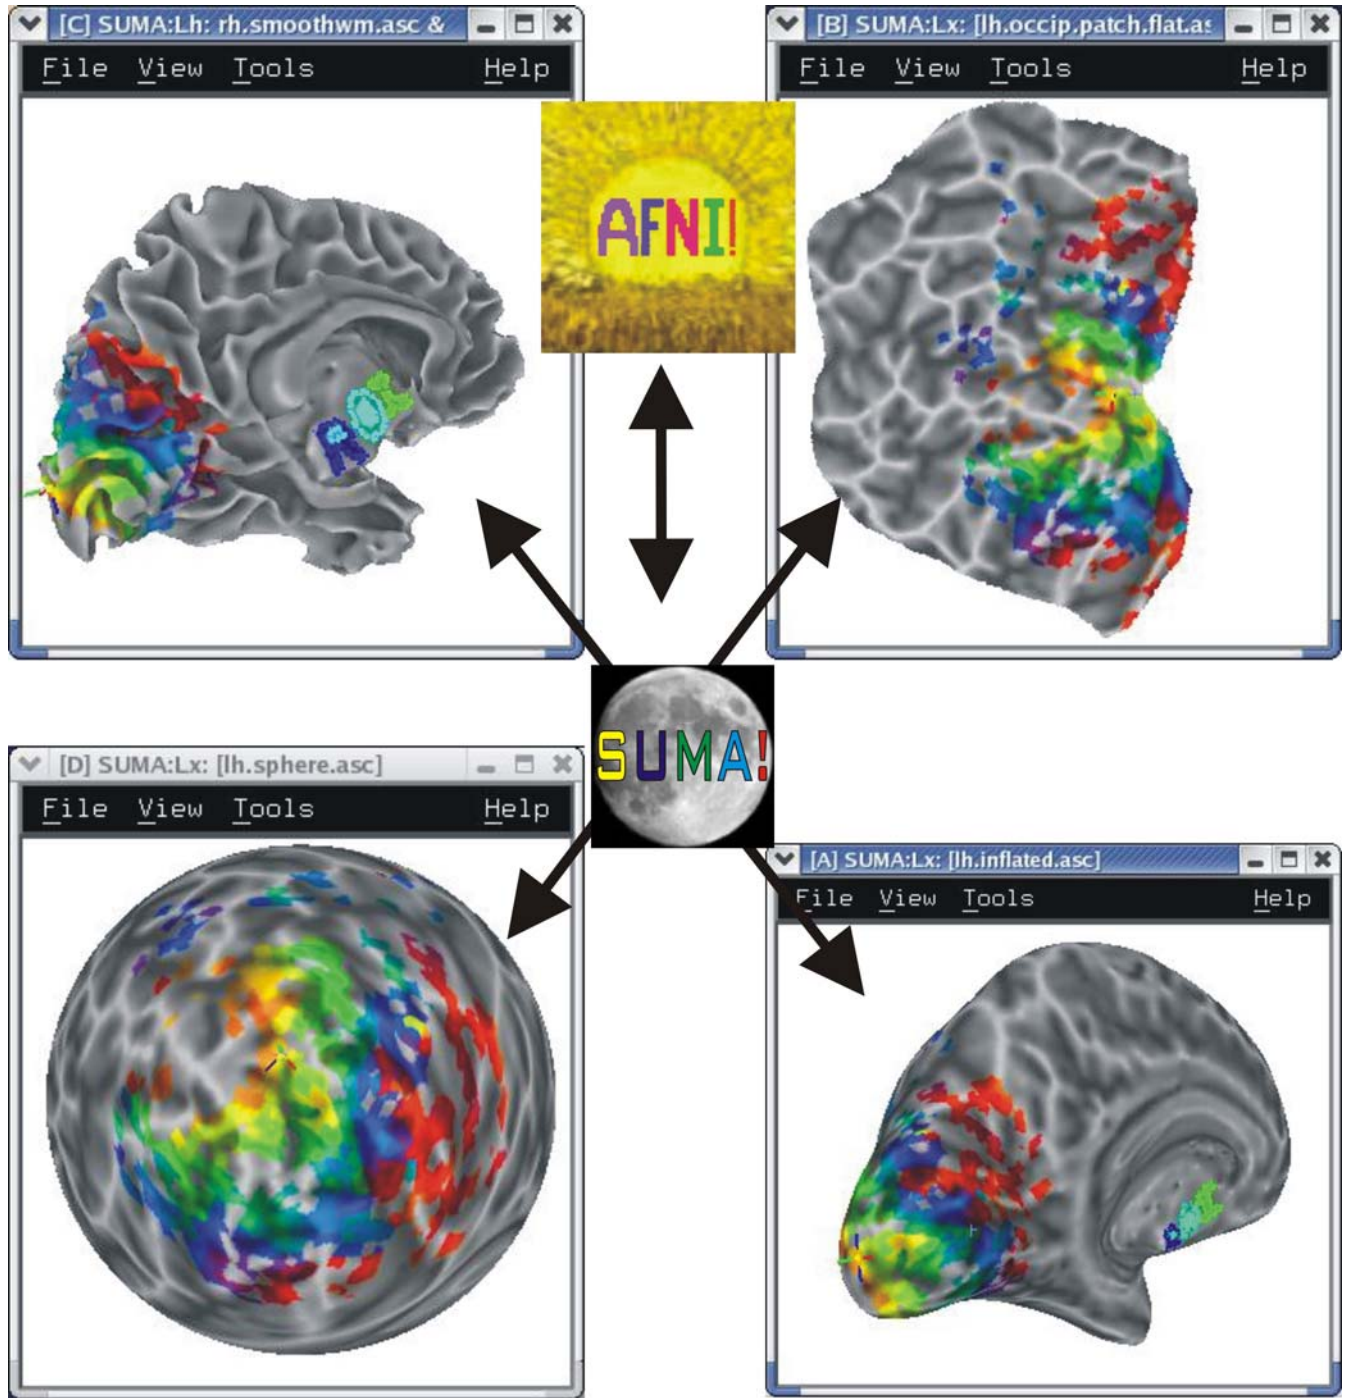 [C] SUMA:Lh: rh.smoothwm.asc &
File View Tools Help
[B] SUMA:Lx: [lh.occip.patch.flat.as
File View Tools Help
AFNI!
SUMA!
[D] SUMA:Lx: [lh.sphere.asc]
File View Tools Help
[A] SUMA:Lx: [lh.inflated.asc]
File View Tools Help